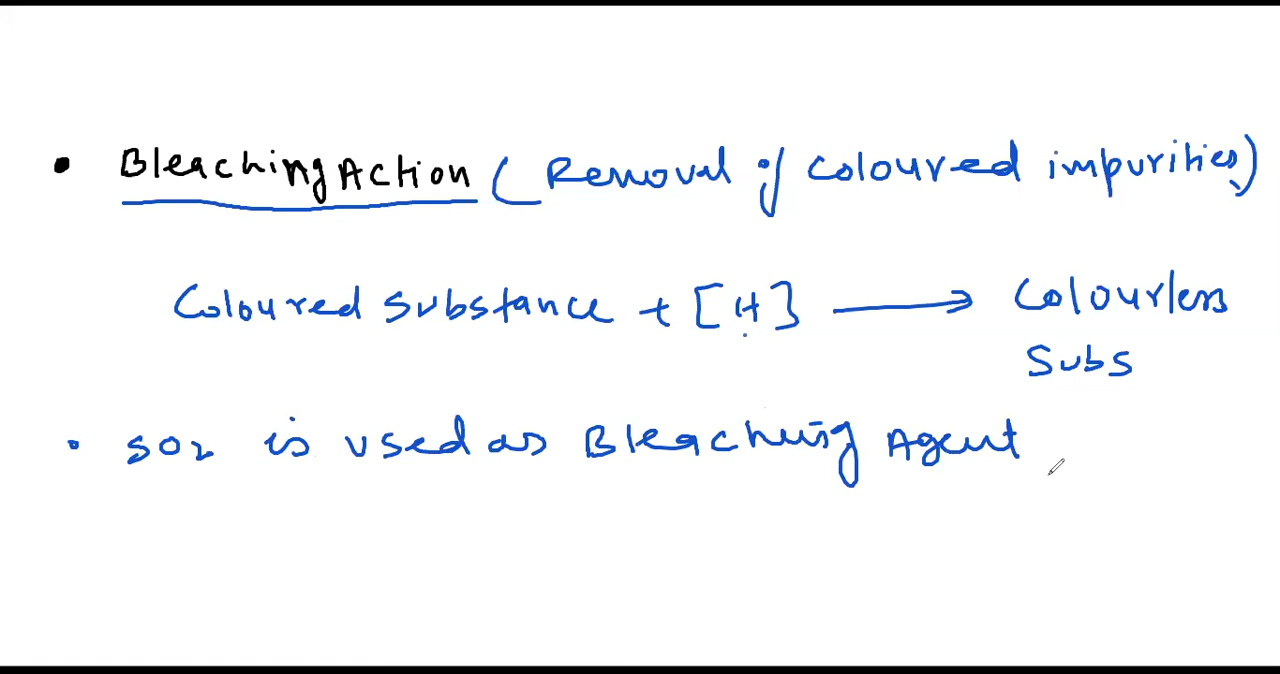 • Bleaching Action (Removal of coloured impurities)
Coloured substance + [H] → Colourless
Subs
• SO2 is used as Bleaching Agent